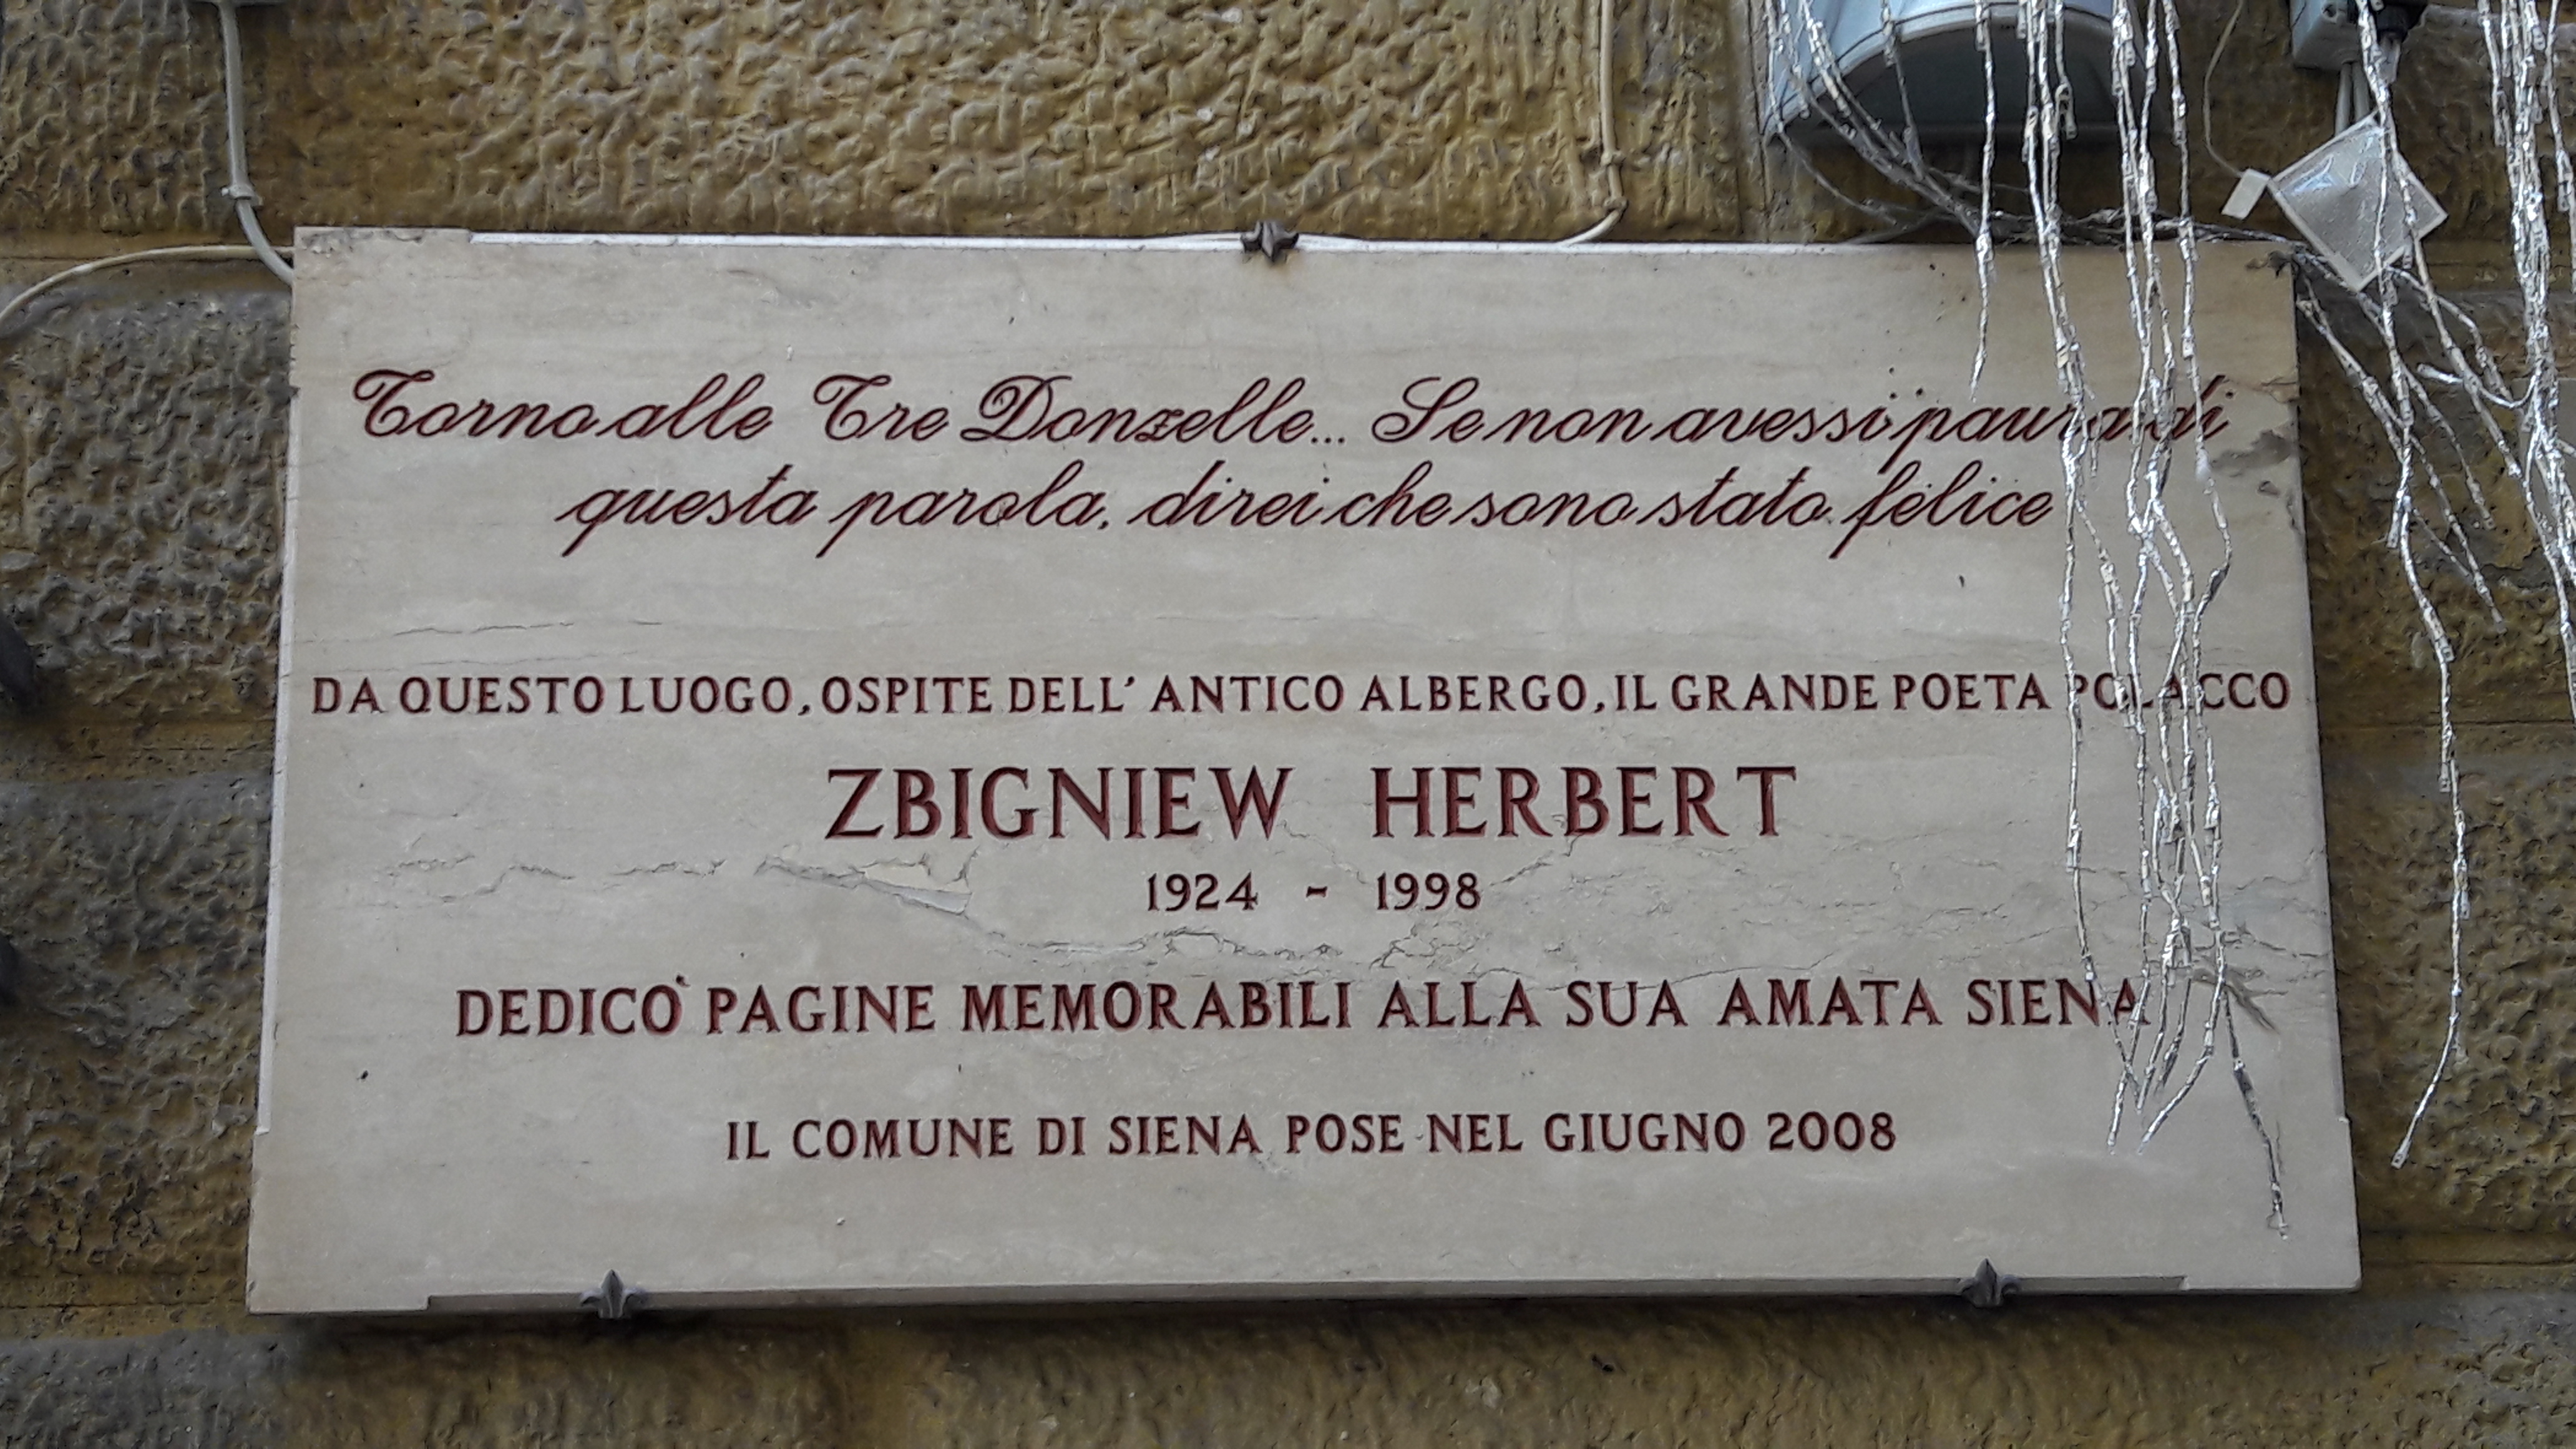 Torno alle Tre Donzelle... Se non avessi paura di
questa parola, direi che sono stato felice
DA QUESTO LUOGO, OSPITE DELL' ANTICO ALBERGO, IL GRANDE POETA POLACCO
ZBIGNIEW HERBERT
1924 - 1998
DEDICO' PAGINE MEMORABILI ALLA SUA AMATA SIENA
IL COMUNE DI SIENA POSE NEL GIUGNO 2008